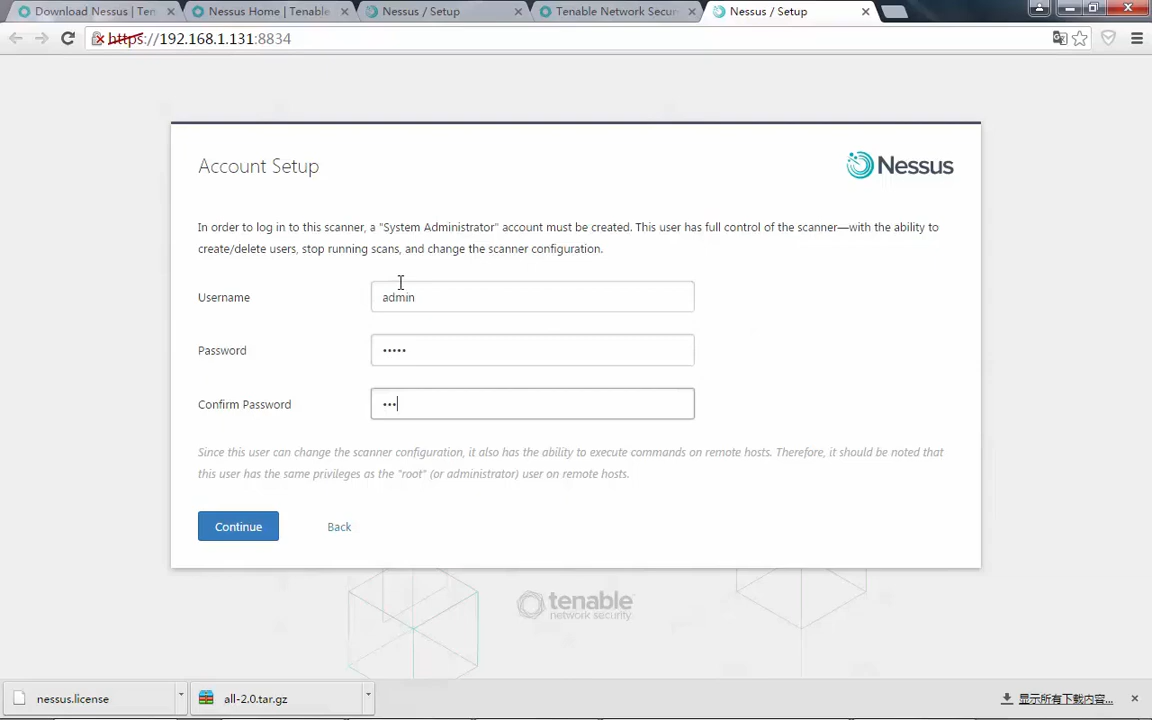 Download Nessus | Ten
Nessus Home | Tenable
Nessus / Setup
Tenable Network Secur
Nessus / Setup
https://192.168.1.131:8834
Account Setup
Nessus
In order to log in to this scanner, a "System Administrator" account must be created. This user has full control of the scanner—with the ability to
create/delete users, stop running scans, and change the scanner configuration.
Username
admin
Password
•••••
Confirm Password
•••
Since this user can change the scanner configuration, it also has the ability to execute commands on remote hosts. Therefore, it should be noted that
this user has the same privileges as the "root" (or administrator) user on remote hosts.
Continue
Back
tenable
network security
nessus.license
all-2.0.tar.gz
显示所有下载内容...